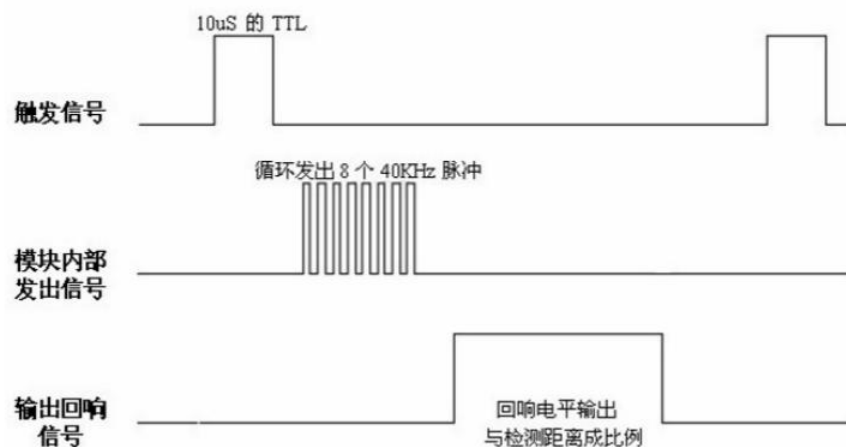 10uS 的 TTL
触发信号
循环发出 8 个 40KHz 脉冲
模块内部
发出信号
输出回响
信号
回响电平输出
与检测距离成比例